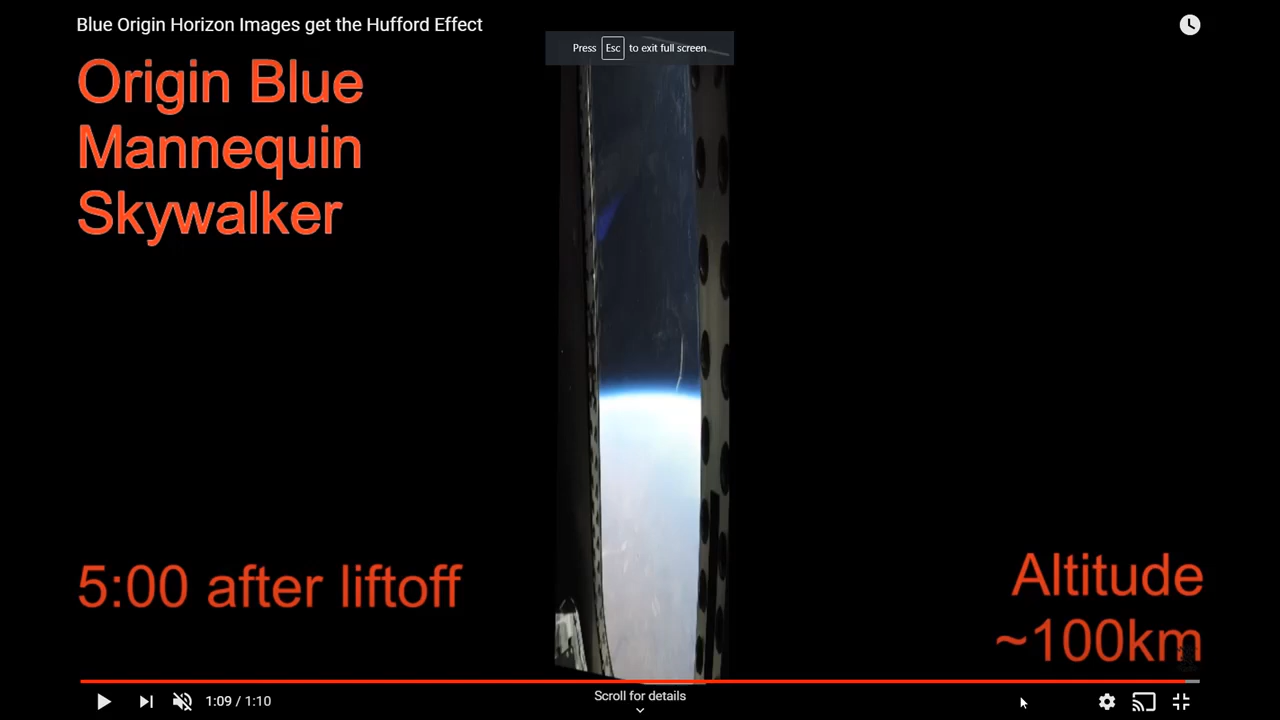 Blue Origin Horizon Images get the Hufford Effect
Press Esc to exit full screen
Origin Blue
Mannequin
Skywalker
5:00 after liftoff
Altitude
~100km
Scroll for details
1:09 / 1:10